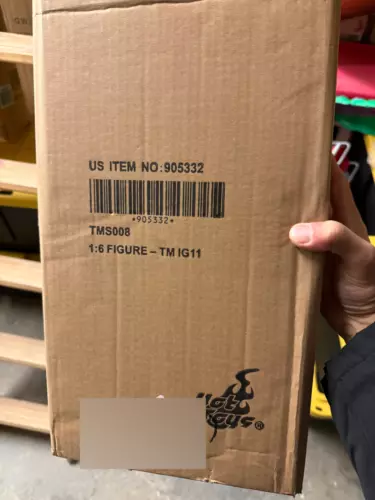 US ITEM NO:905332
*905332*
TMS008
1:6 FIGURE – TM IG11
Hot
Toys®